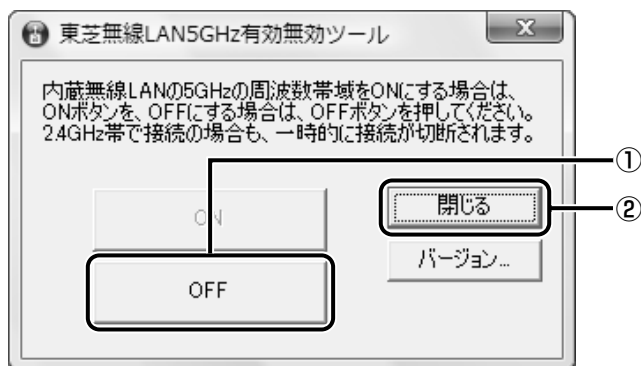 東芝無線LAN5GHz有効無効ツール
内蔵無線LANの5GHzの周波数帯域をONにする場合は、
ONボタンを、OFFにする場合は、OFFボタンを押してください。
2.4GHz帯で接続の場合も、一時的に接続が切断されます。
①
閉じる
②
ON
バージョン...
OFF